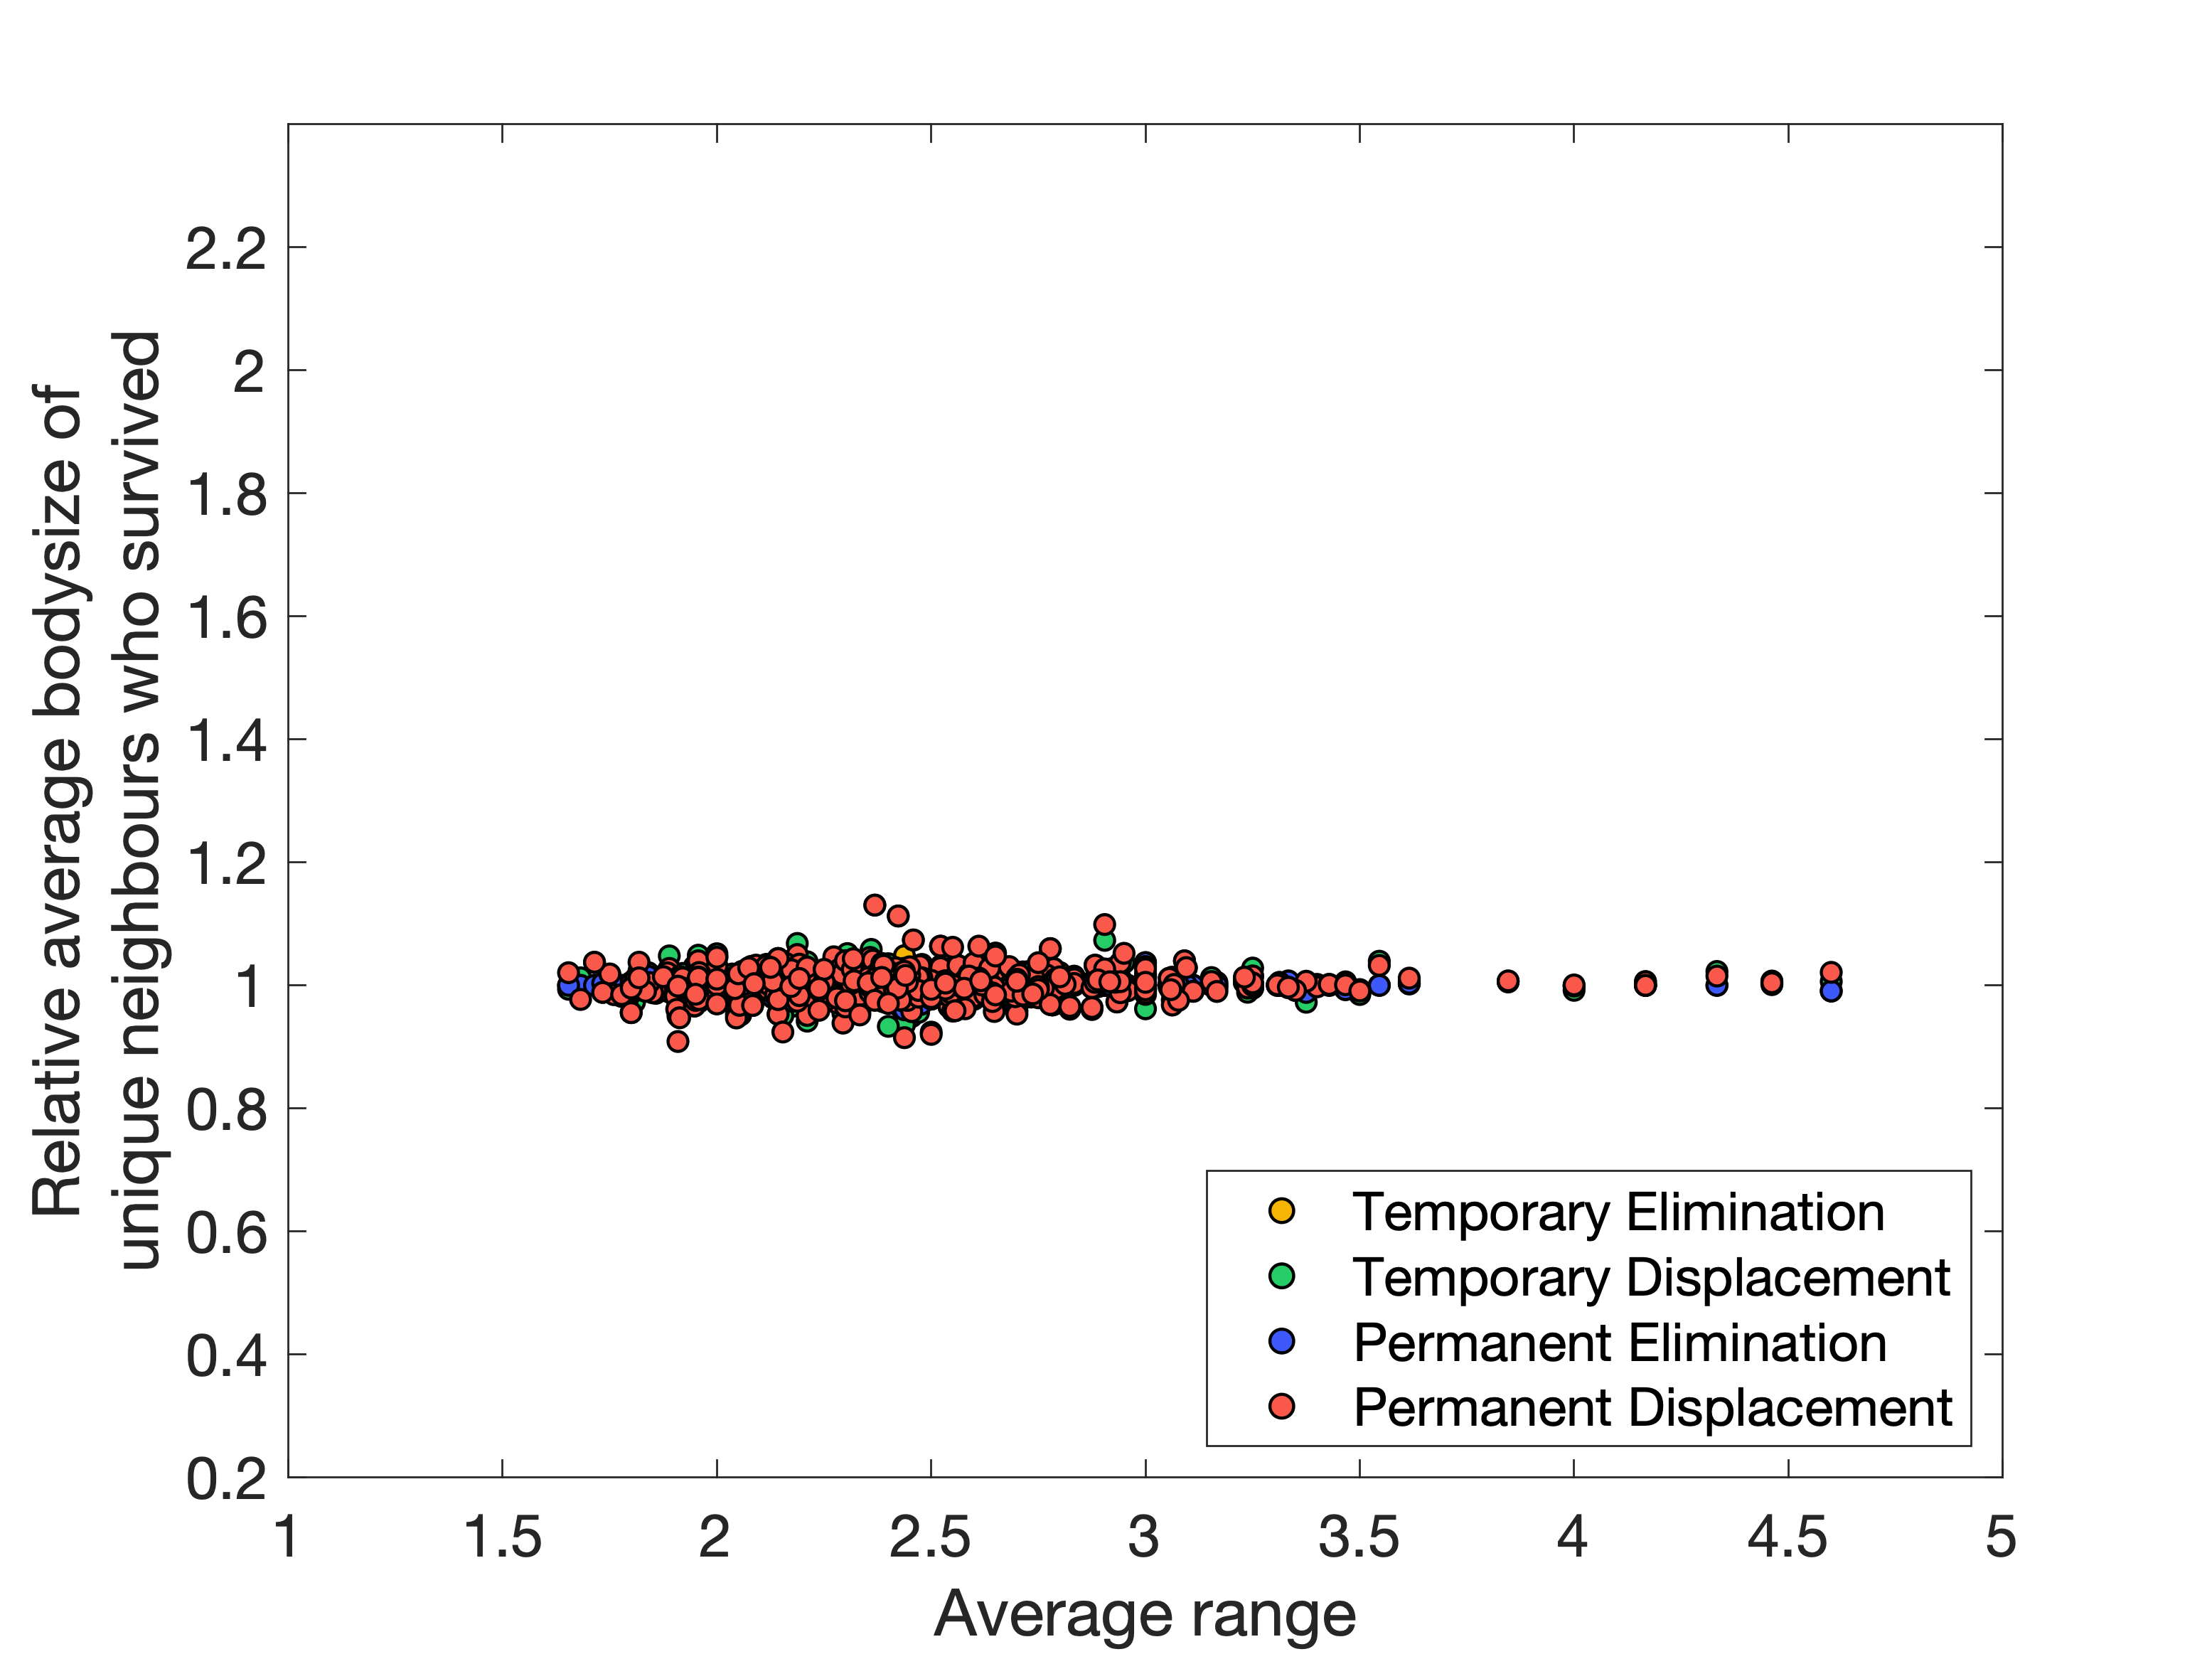 Relative average bodysize of
unique neighbours who survived
2.2
2
1.8
1.6
1.4
1.2
1
0.8
0.6
0.4
0.2
Temporary Elimination
Temporary Displacement
Permanent Elimination
Permanent Displacement
1 1.5 2 2.5 3 3.5 4 4.5 5
Average range